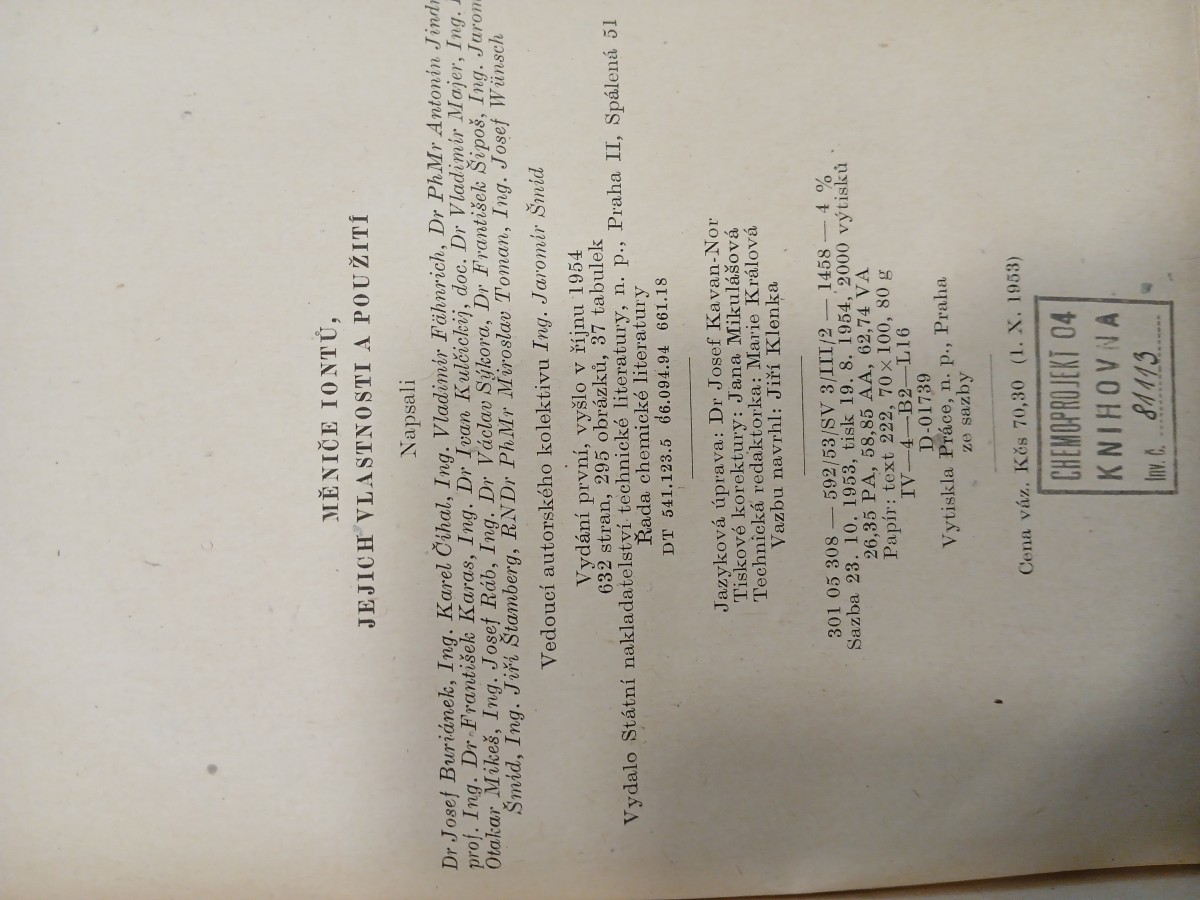 MĚNIČE IONTŮ,
JEJICH VLASTNOSTI A POUŽITÍ
Napsali
Dr Josef Buriánek, Ing. Karel Čihal, Ing. Vladimír Fähnrich, Dr PhMr Antonín
prof. Ing. Dr František Karas, Ing. Dr Ivan Kulčickij, doc. Dr Vladimír Majer, Ing.
Otakar Mikeš, Ing. Josef Ráb, Ing. Dr Václav Sýkora, Dr František Šipoš, Ing.
Šmíd, Ing. Jiří Štamberg, RNDr PhMr Miroslav Toman, Ing. Josef Wünsch
Vedoucí autorského kolektivu Ing. Jaromír Šmíd
Vydání první, vyšlo v říjnu 1954
632 stran, 295 obrázků, 37 tabulek
Vydalo Státní nakladatelství technické literatury, n. p., Praha II, Spálená 51
Řada chemické literatury
DT 541.123.5 66.094.94 661.18
Jazyková úprava: Dr Josef Kavan-Nor
Tiskové korektury: Jana Mikulášová
Technická redaktorka: Marie Králová
Vazbu navrhl: Jiří Klenka
301 05 308 — 592/53/SV 3/III/2 — 1458 — 4 %
Sazba 23. 10. 1953, tisk 19. 8. 1954, 2000 výtisků
26,35 PA, 58,85 AA, 62,74 VA
Papír: text 222, 70×100, 80 g
IV—4—B2—L16
D-01739
Vytiskla Práce, n. p., Praha
ze sazby
Cena váz. Kčs 70,30 (1. X. 1953)
CHEMOPROJEKT 04
KNIHOVNA
Inv. č. 81113